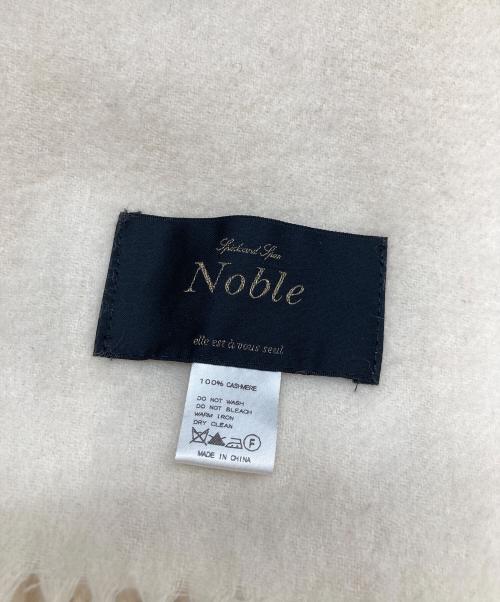 Spick and Span
Noble
elle est à vous seul
100% CASHMERE
DO NOT WASH
DO NOT BLEACH
WARM IRON
DRY CLEAN
F
MADE IN CHINA